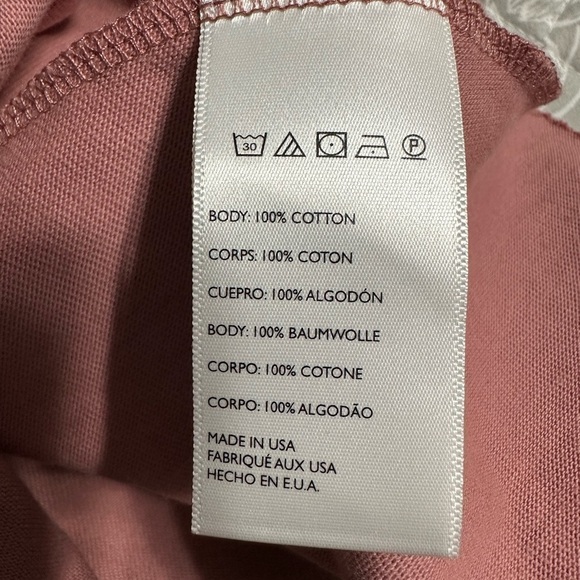 30
P
BODY: 100% COTTON
CORPS: 100% COTON
CUEPRO: 100% ALGODÓN
BODY: 100% BAUMWOLLE
CORPO: 100% COTONE
CORPO: 100% ALGODÃO
MADE IN USA
FABRIQUÉ AUX USA
HECHO EN E.U.A.